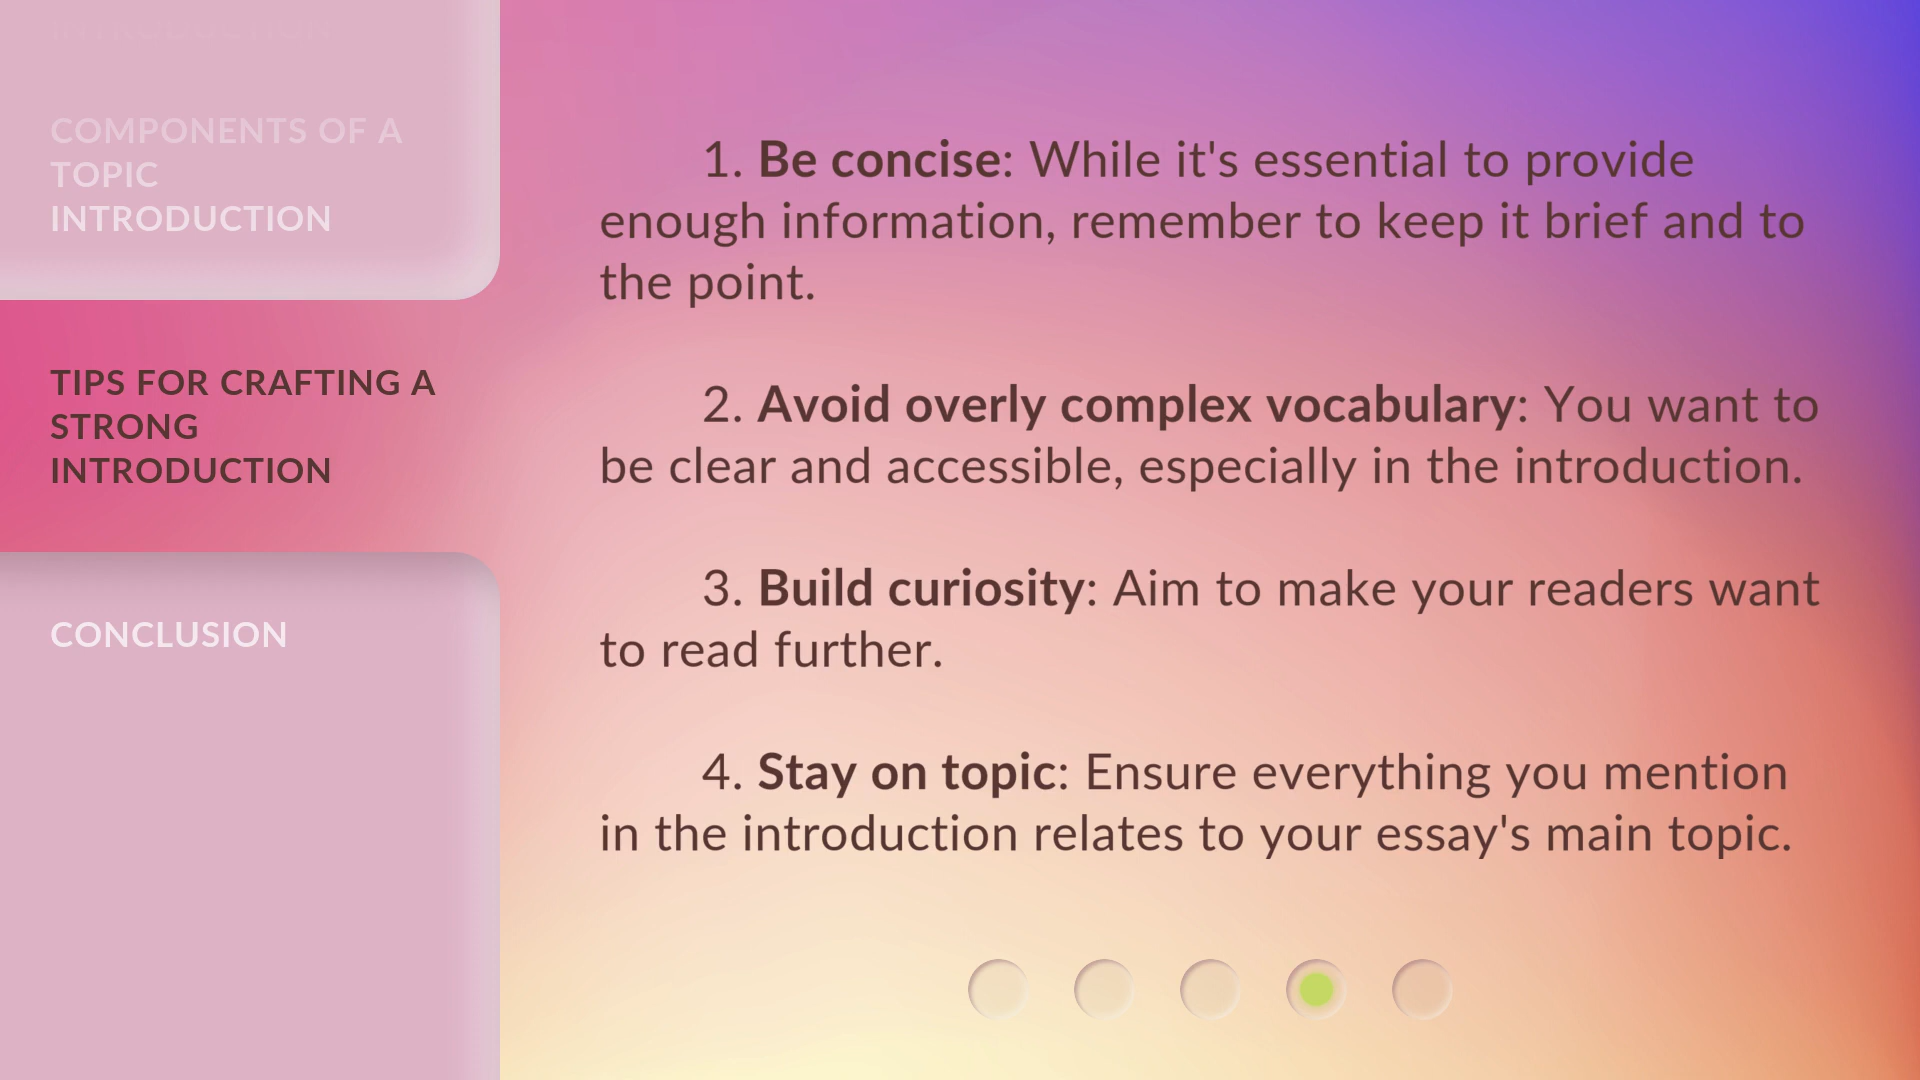 INTRODUCTION
COMPONENTS OF A
TOPIC
INTRODUCTION
TIPS FOR CRAFTING A
STRONG
INTRODUCTION
CONCLUSION
1. Be concise: While it's essential to provide
enough information, remember to keep it brief and to
the point.
2. Avoid overly complex vocabulary: You want to
be clear and accessible, especially in the introduction.
3. Build curiosity: Aim to make your readers want
to read further.
4. Stay on topic: Ensure everything you mention
in the introduction relates to your essay's main topic.